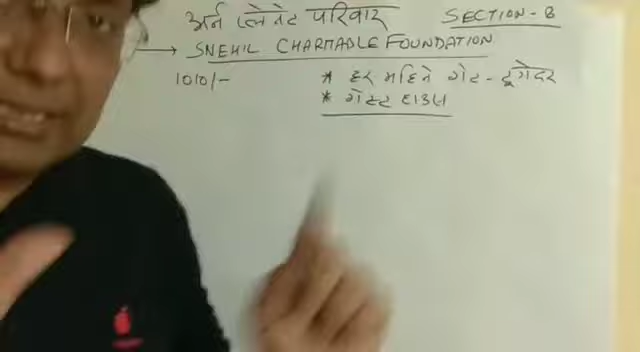 अर्न प्लेनेट परिवार SECTION-8
→ SNEHIL CHARITABLE FOUNDATION
1010/- * हर महिने गेट-टूगेदर
* गेस्ट हाउस